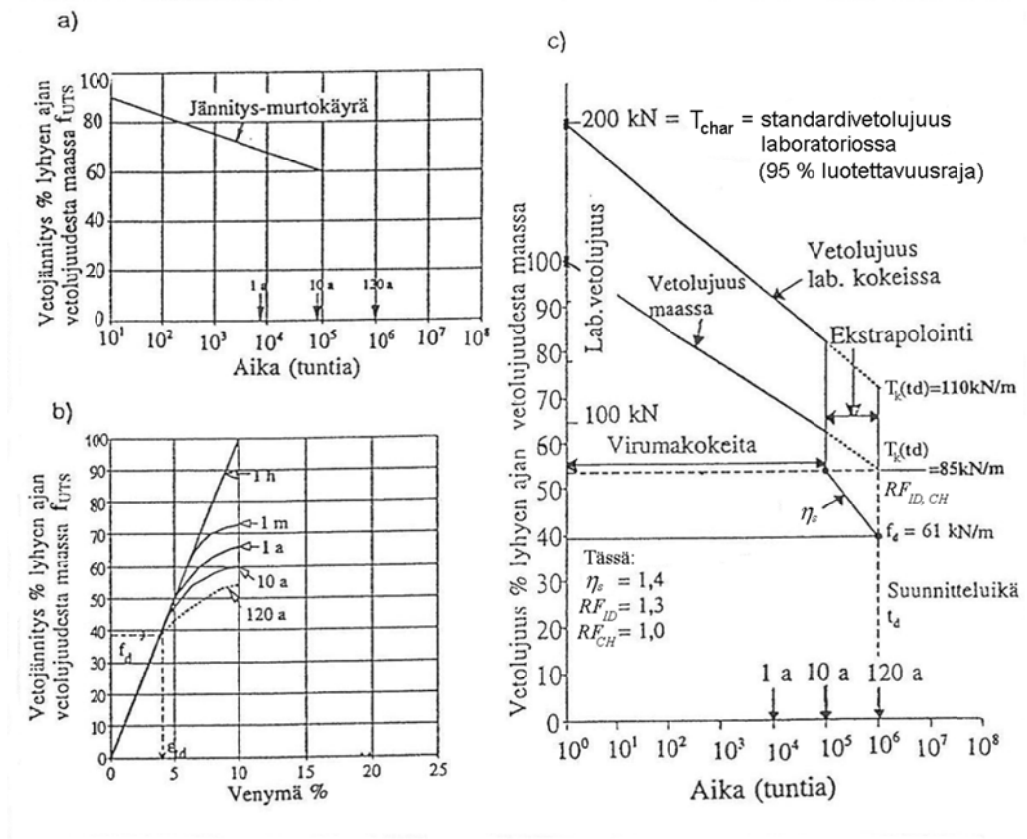 a)
Vetojännitys % lyhyen ajan
vetolujuudesta maassa fUTS
100
80
60
40
20
0
Jännitys-murtokäyrä
1 a
10 a
120 a
10¹ 10² 10³ 10⁴ 10⁵ 10⁶ 10⁷ 10⁸
Aika (tuntia)
b)
Vetojännitys % lyhyen ajan
vetolujuudesta maassa fUTS
100
90
80
70
60
50
40
30
20
10
0
1 h
1 m
1 a
10 a
120 a
fd
εd
0 5 10 15 20 25
Venymä %
c)
Vetolujuus % lyhyen ajan vetolujuudesta maassa
Lab. vetolujuus
200 kN = Tchar = standardivetolujuus
laboratoriossa
(95 % luotettavuusraja)
100
90
80
70
60
50
40
30
20
10
0
Vetolujuus
lab. kokeissa
Vetolujuus
maassa
Ekstrapolointi
Tk(td)=110kN/m
100 kN
Virumakokeita
Tk(td)
=85kN/m
RFID, CH
ηs
fd = 61 kN/m
Tässä:
ηs = 1,4
RFID = 1,3
RFCH = 1,0
Suunnitteluikä
td
1 a 10 a 120 a
10⁰ 10¹ 10² 10³ 10⁴ 10⁵ 10⁶ 10⁷ 10⁸
Aika (tuntia)